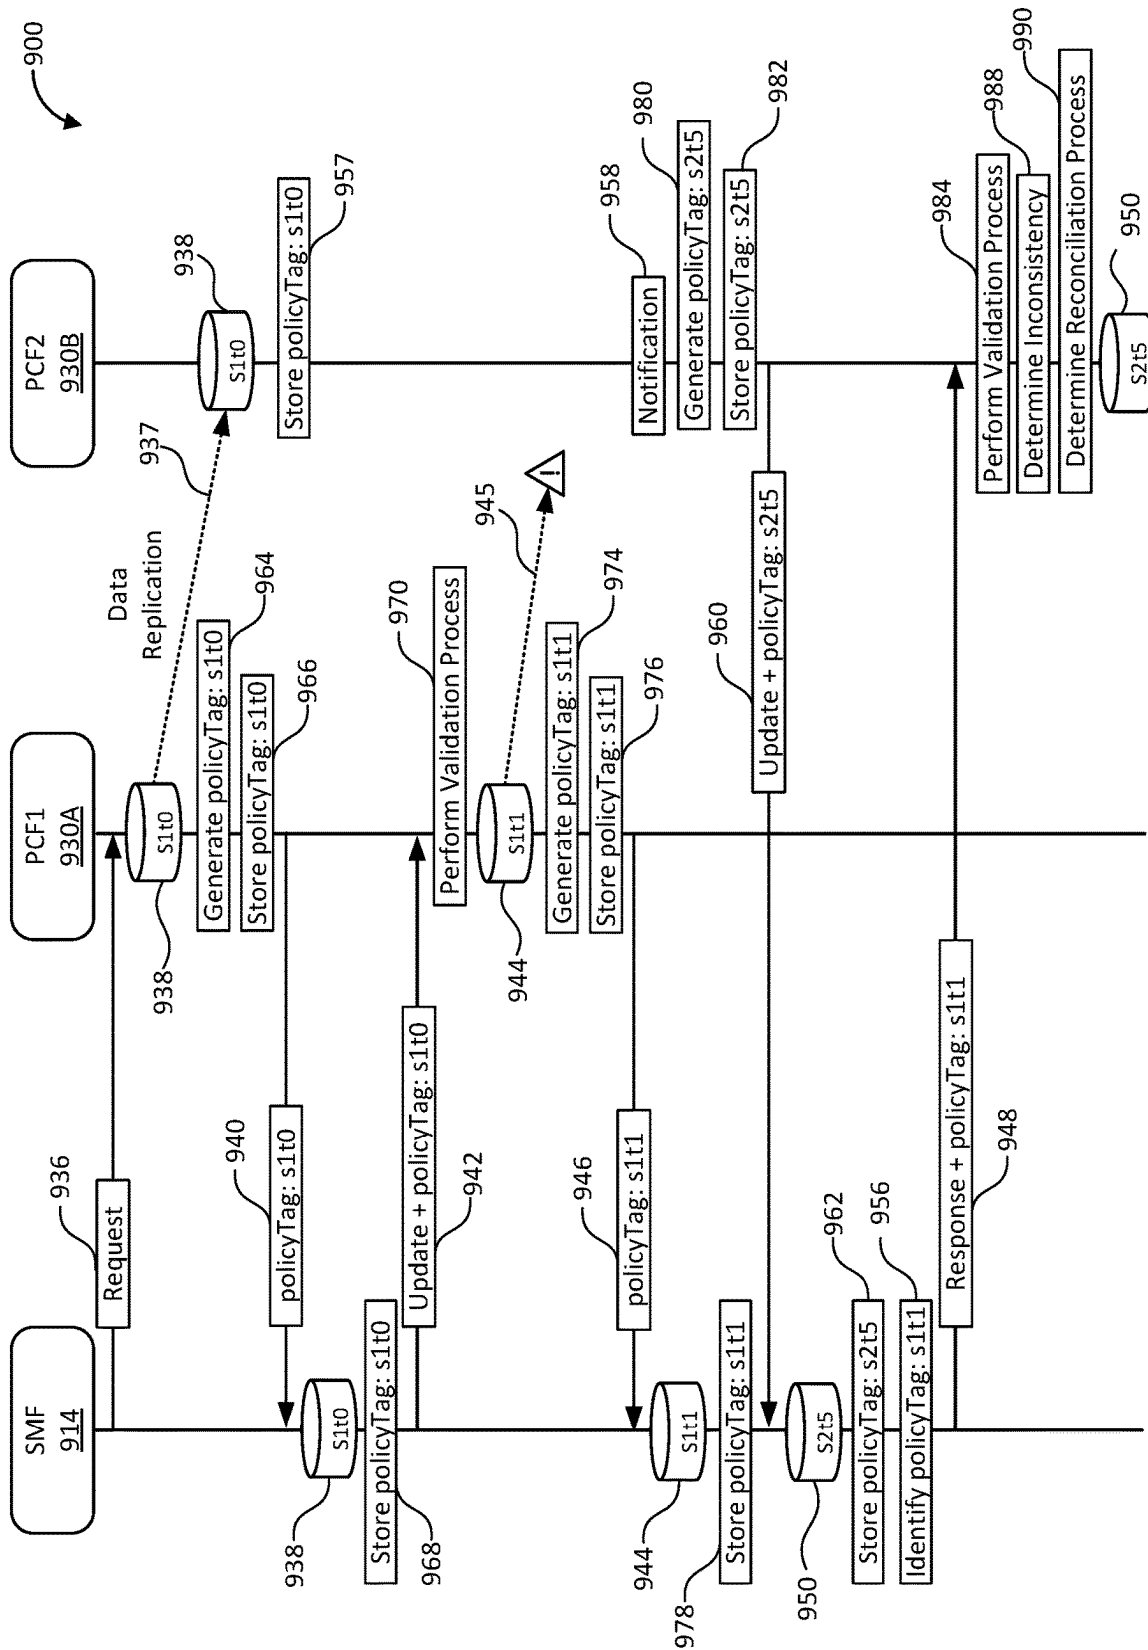 900
SMF
914
PCF1
930A
PCF2
930B
936
Request
S1t0
938
Data
Replication
937
S1t0
938
Generate policyTag: s1t0
964
Store policyTag: s1t0
966
Store policyTag: s1t0
957
940
policyTag: s1t0
S1t0
938
Store policyTag: s1t0
968
Update + policyTag: s1t0
942
970
Perform Validation Process
S1t1
944
945
!
Generate policyTag: s1t1
974
Store policyTag: s1t1
976
946
policyTag: s1t1
S1t1
944
Store policyTag: s1t1
978
Notification
958
Generate policyTag: s2t5
980
Store policyTag: s2t5
982
960
Update + policyTag: s2t5
S2t5
950
Store policyTag: s2t5
962
Identify policyTag: s1t1
956
Response + policyTag: s1t1
948
984
Perform Validation Process
Determine Inconsistency
988
Determine Reconciliation Process
990
S2t5
950